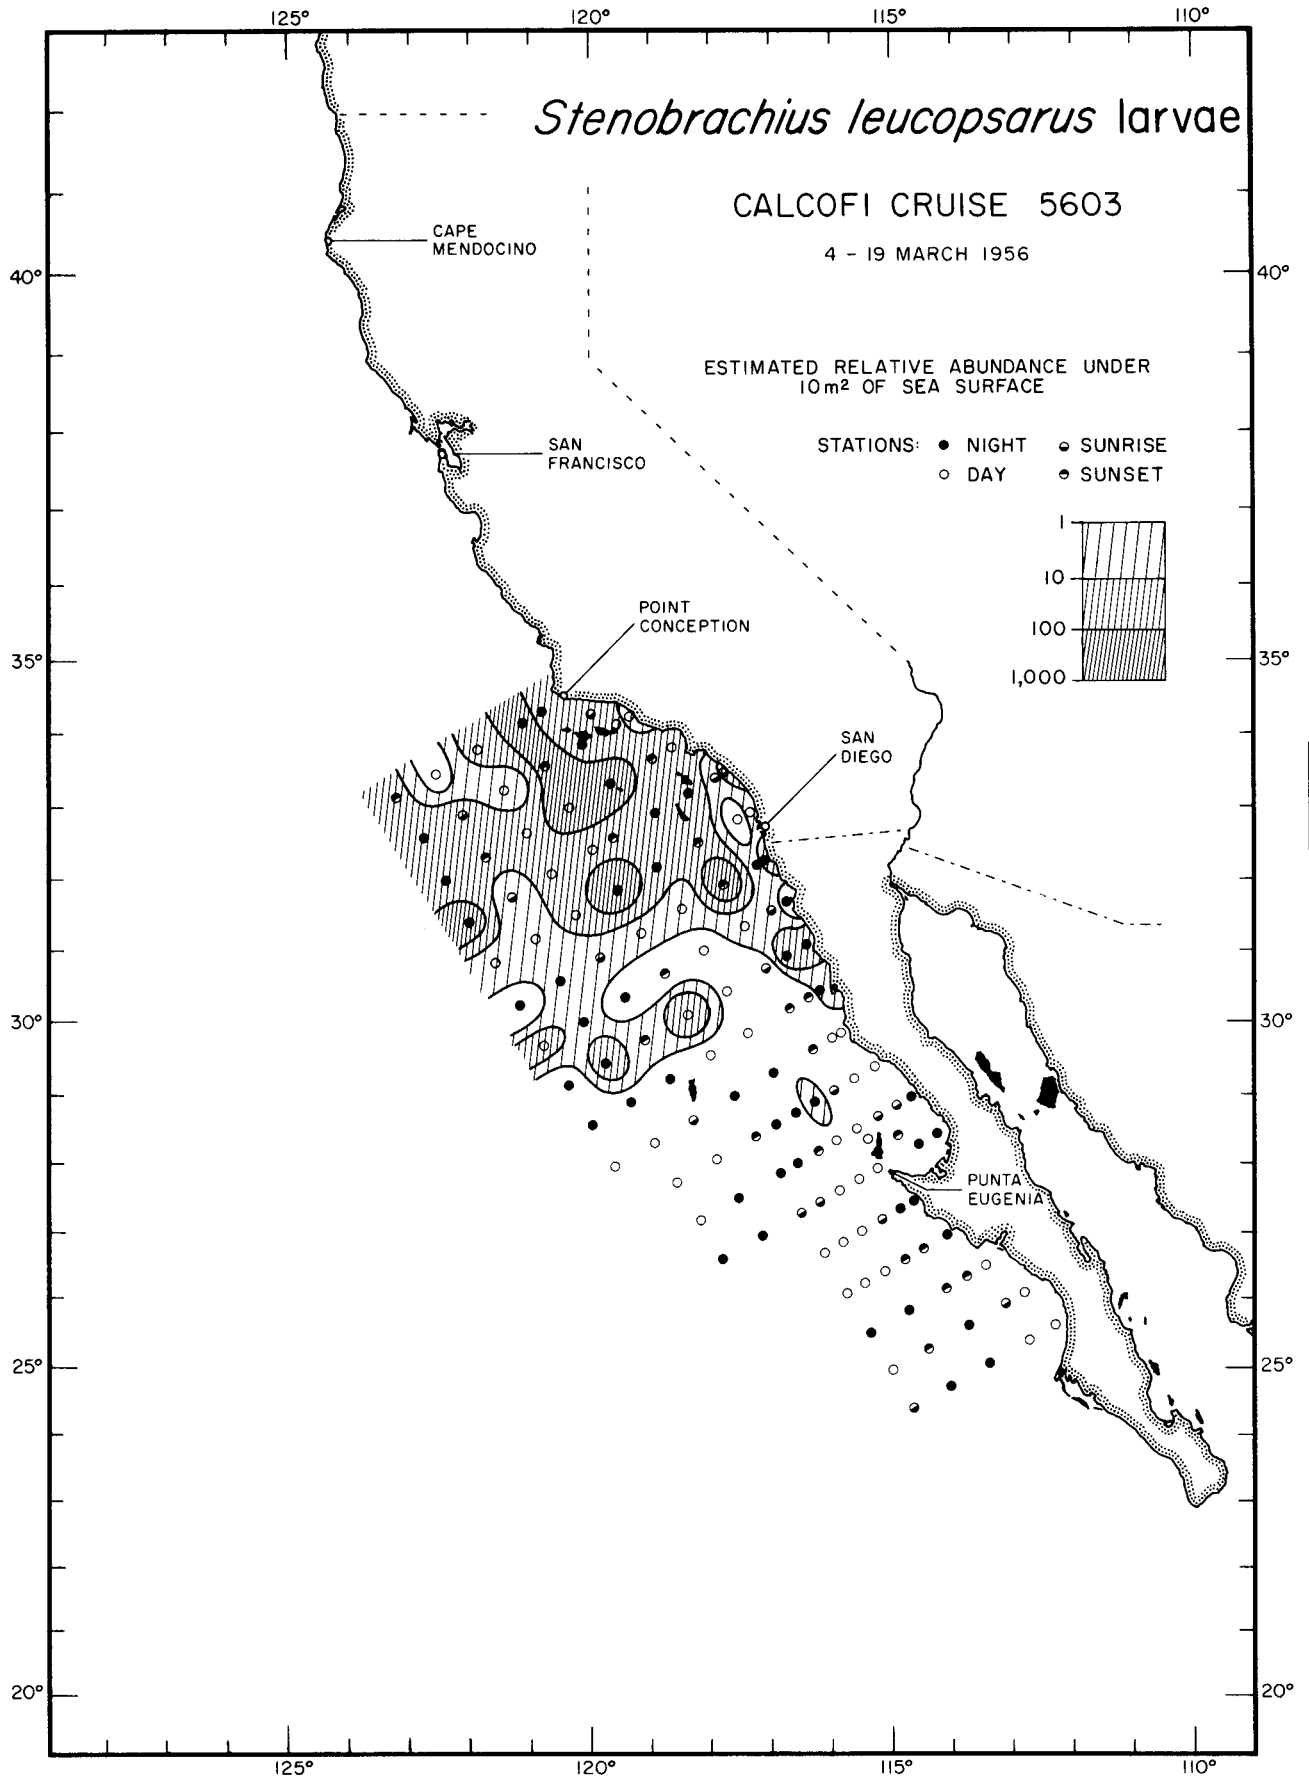 125°
120°
115°
110°
Stenobrachius leucopsarus larvae
CALCOFI CRUISE 5603
4 - 19 MARCH 1956
CAPE
MENDOCINO
40°
40°
ESTIMATED RELATIVE ABUNDANCE UNDER
10m² OF SEA SURFACE
STATIONS: ● NIGHT ◒ SUNRISE
○ DAY ◓ SUNSET
SAN
FRANCISCO
1
10
100
1,000
POINT
CONCEPTION
35°
35°
SAN
DIEGO
30°
30°
PUNTA
EUGENIA
25°
25°
20°
20°
125°
120°
115°
110°